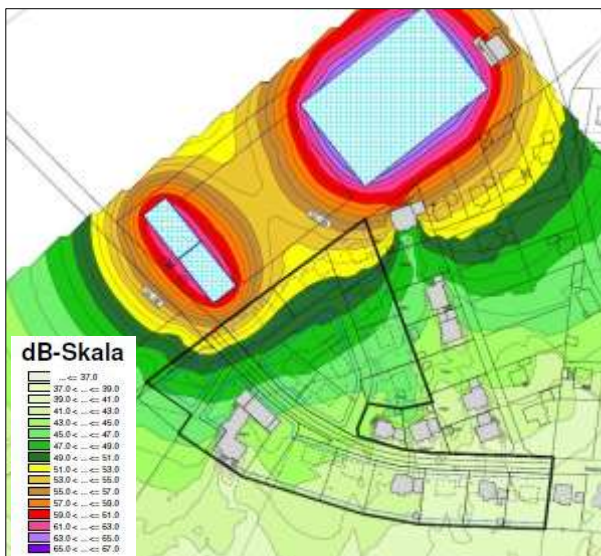 dB-Skala
... <= 37.0
37.0 < ... <= 39.0
39.0 < ... <= 41.0
41.0 < ... <= 43.0
43.0 < ... <= 45.0
45.0 < ... <= 47.0
47.0 < ... <= 49.0
49.0 < ... <= 51.0
51.0 < ... <= 53.0
53.0 < ... <= 55.0
55.0 < ... <= 57.0
57.0 < ... <= 59.0
59.0 < ... <= 61.0
61.0 < ... <= 63.0
63.0 < ... <= 65.0
65.0 < ... <= 67.0